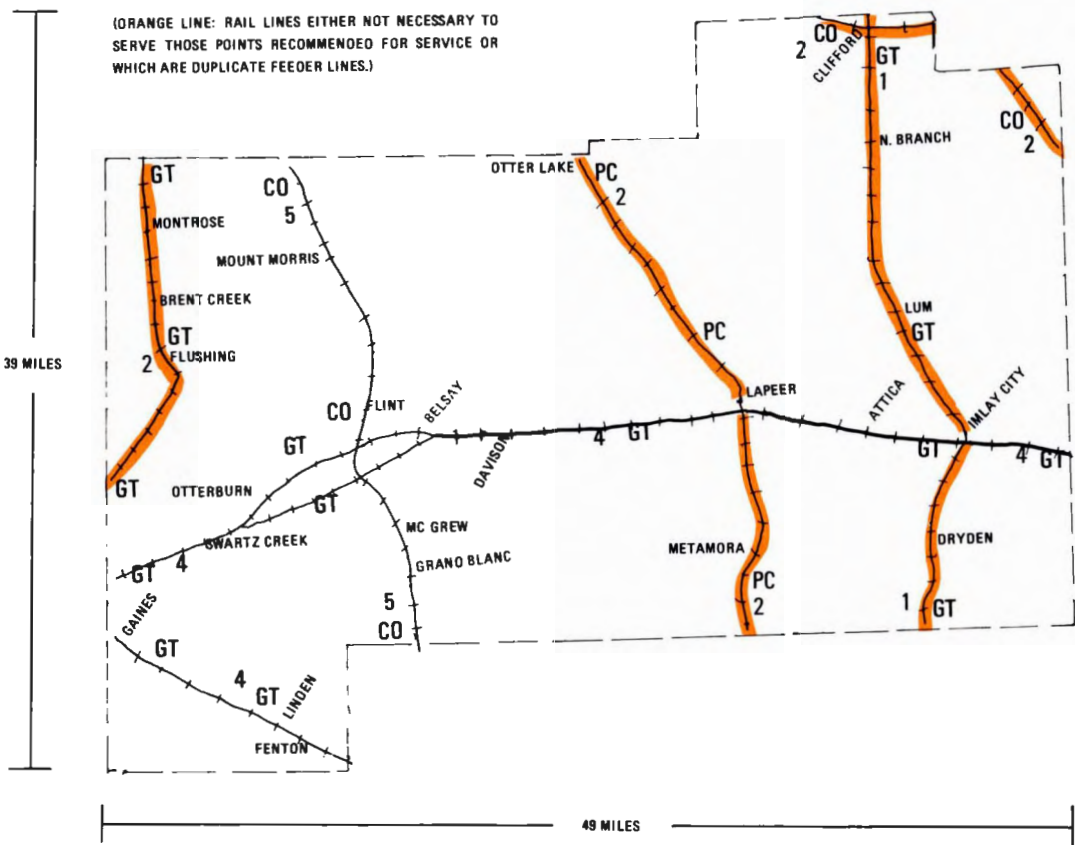 (ORANGE LINE: RAIL LINES EITHER NOT NECESSARY TO
SERVE THOSE POINTS RECOMMENDED FOR SERVICE OR
WHICH ARE DUPLICATE FEEDER LINES.)
CO
2
CLIFFORD
GT
1
CO
2
N. BRANCH
OTTER LAKE
PC
2
GT
CO
5
MONTROSE
MOUNT MORRIS
BRENT CREEK
LUM
GT
PC
GT
2
FLUSHING
39 MILES
LAPEER
ATTICA
IMLAY CITY
CO
FLINT
BELSAY
GT
DAVISON
4
GT
GT
4
GT
GT
OTTERBURN
GT
SWARTZ CREEK
MC GREW
METAMORA
DRYDEN
GT
4
GRANO BLANC
PC
2
5
CO
1
GT
GAINES
GT
4
GT
LINDEN
FENTON
49 MILES